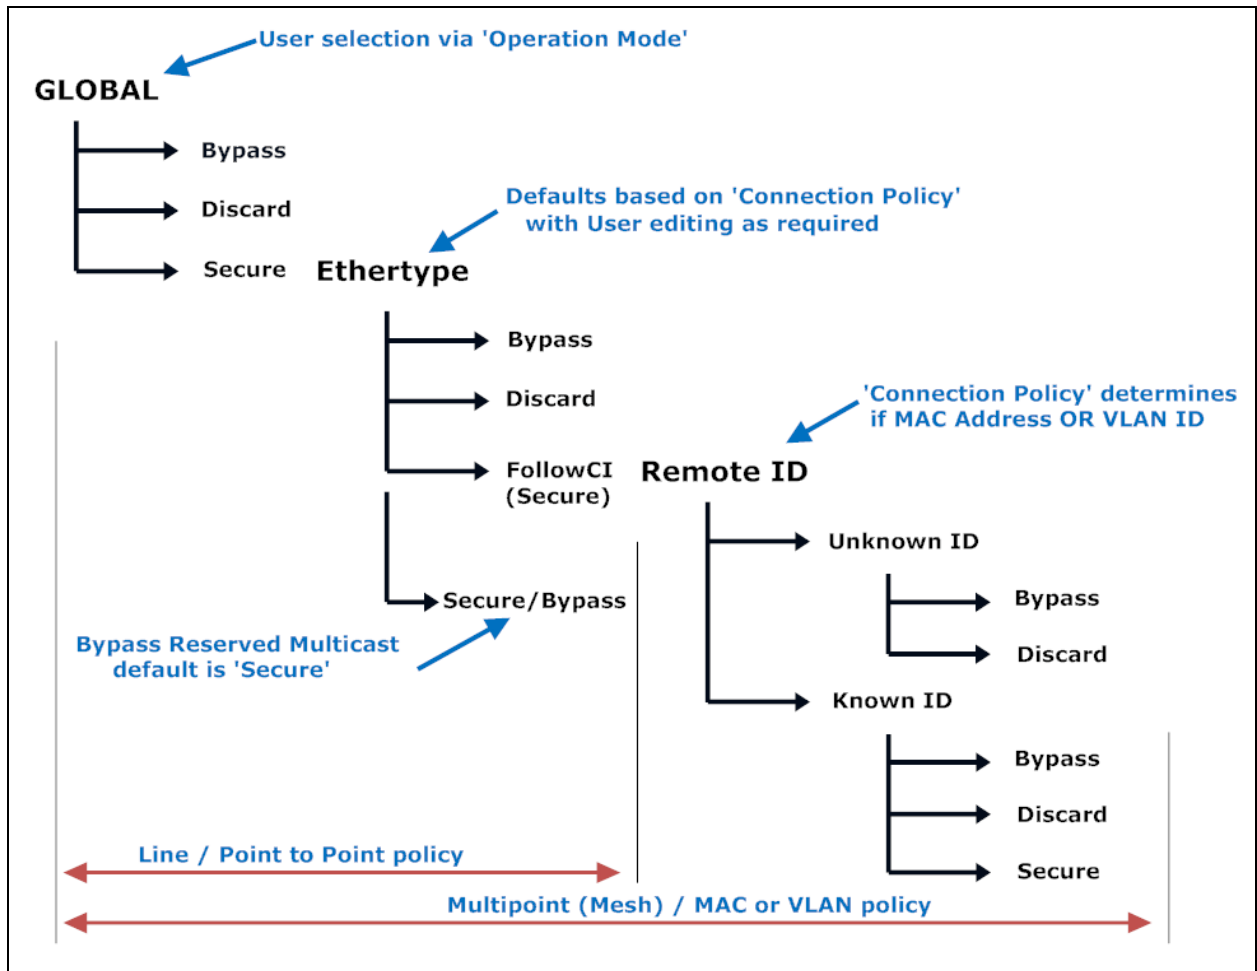 User selection via 'Operation Mode'
GLOBAL
Bypass
Discard
Secure
Defaults based on 'Connection Policy'
with User editing as required
Ethertype
Bypass
Discard
FollowCI
(Secure)
Secure/Bypass
Bypass Reserved Multicast
default is 'Secure'
'Connection Policy' determines
if MAC Address OR VLAN ID
Remote ID
Unknown ID
Bypass
Discard
Known ID
Bypass
Discard
Secure
Line / Point to Point policy
Multipoint (Mesh) / MAC or VLAN policy